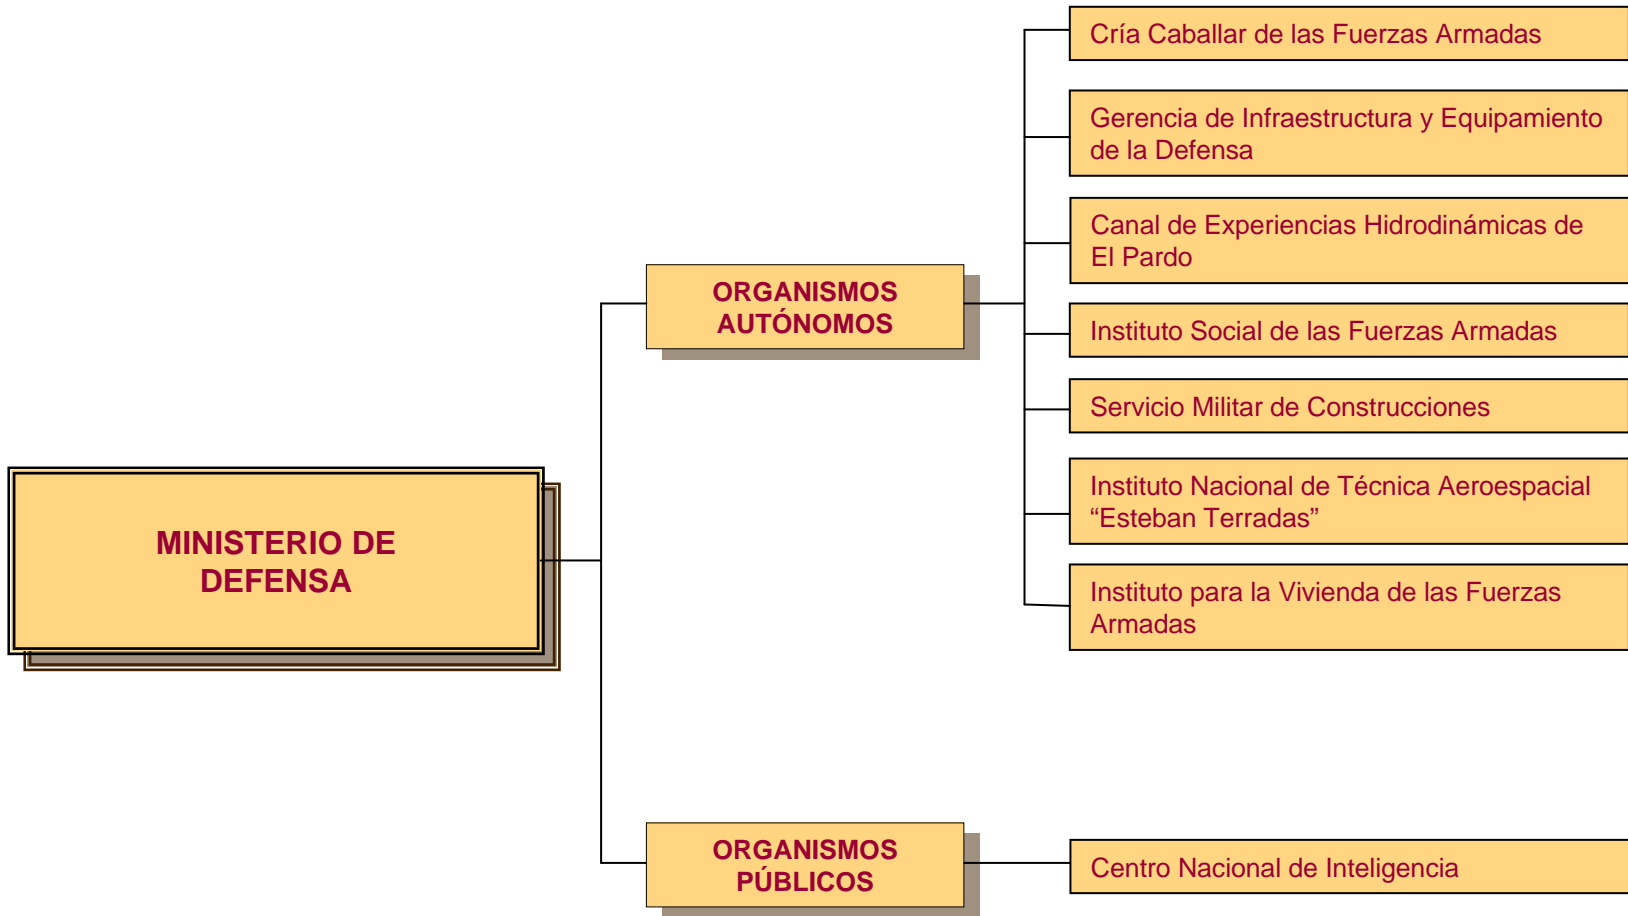 MINISTERIO DE
DEFENSA
ORGANISMOS
AUTÓNOMOS
Cría Caballar de las Fuerzas Armadas
Gerencia de Infraestructura y Equipamiento
de la Defensa
Canal de Experiencias Hidrodinámicas de
El Pardo
Instituto Social de las Fuerzas Armadas
Servicio Militar de Construcciones
Instituto Nacional de Técnica Aeroespacial
“Esteban Terradas”
Instituto para la Vivienda de las Fuerzas
Armadas
ORGANISMOS
PÚBLICOS
Centro Nacional de Inteligencia